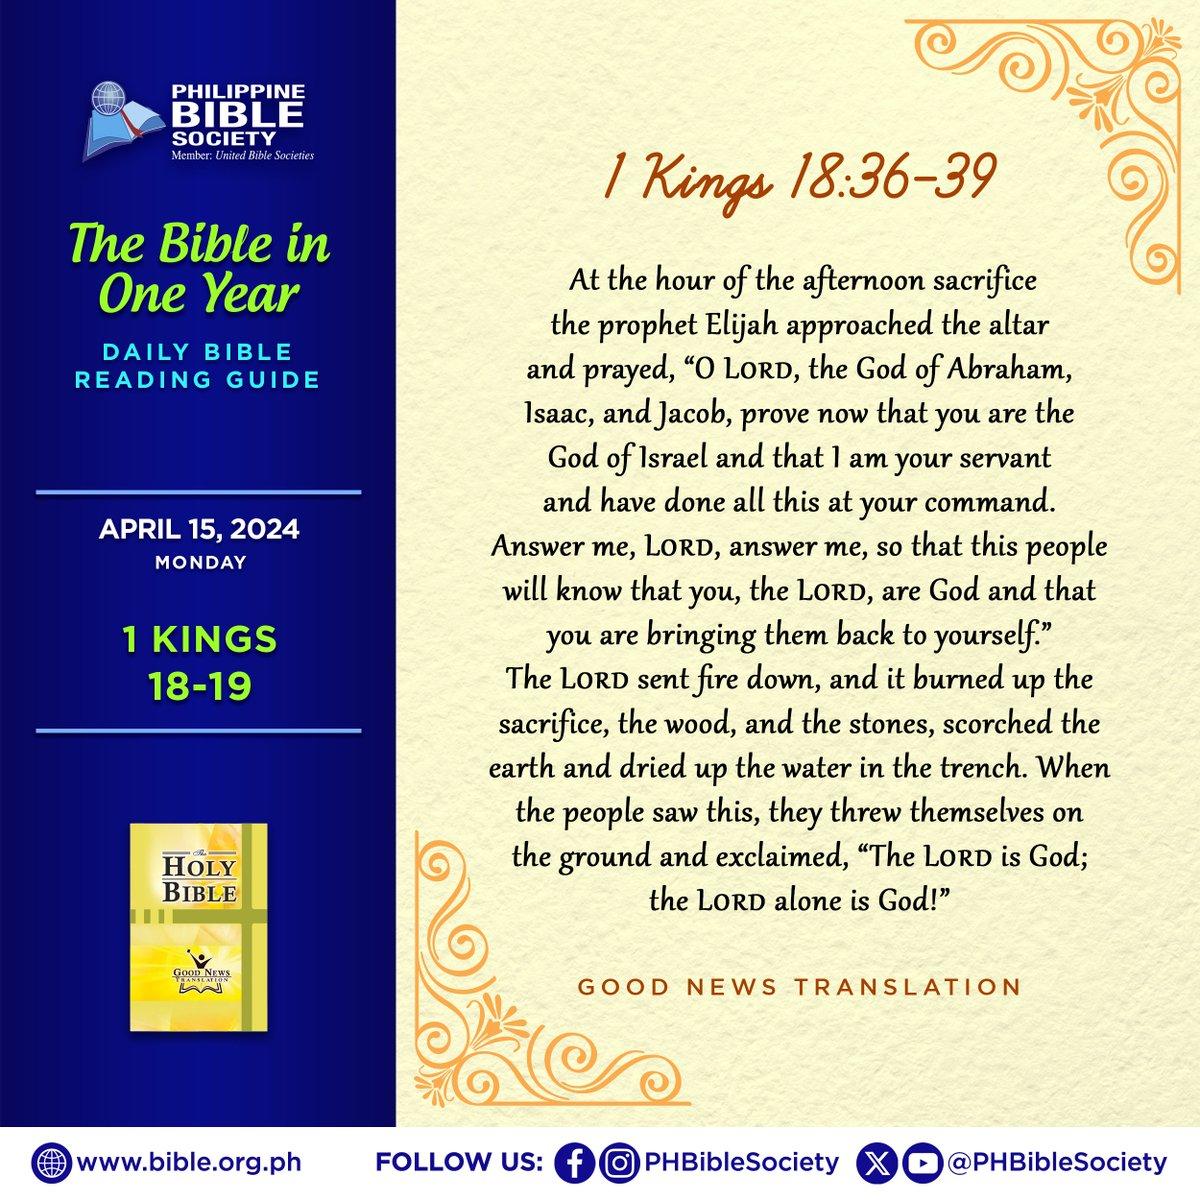 PHILIPPINE
BIBLE
SOCIETY
Member: United Bible Societies
The Bible in
One Year
DAILY BIBLE
READING GUIDE
APRIL 15, 2024
MONDAY
1 KINGS
18-19
The
HOLY
BIBLE
GOOD NEWS
TRANSLATION
1 Kings 18:36-39
At the hour of the afternoon sacrifice
the prophet Elijah approached the altar
and prayed, “O LORD, the God of Abraham,
Isaac, and Jacob, prove now that you are the
God of Israel and that I am your servant
and have done all this at your command.
Answer me, LORD, answer me, so that this people
will know that you, the LORD, are God and that
you are bringing them back to yourself.”
The LORD sent fire down, and it burned up the
sacrifice, the wood, and the stones, scorched the
earth and dried up the water in the trench. When
the people saw this, they threw themselves on
the ground and exclaimed, “The LORD is God;
the LORD alone is God!”
GOOD NEWS TRANSLATION
www.bible.org.ph
FOLLOW US: PHBibleSociety @PHBibleSociety